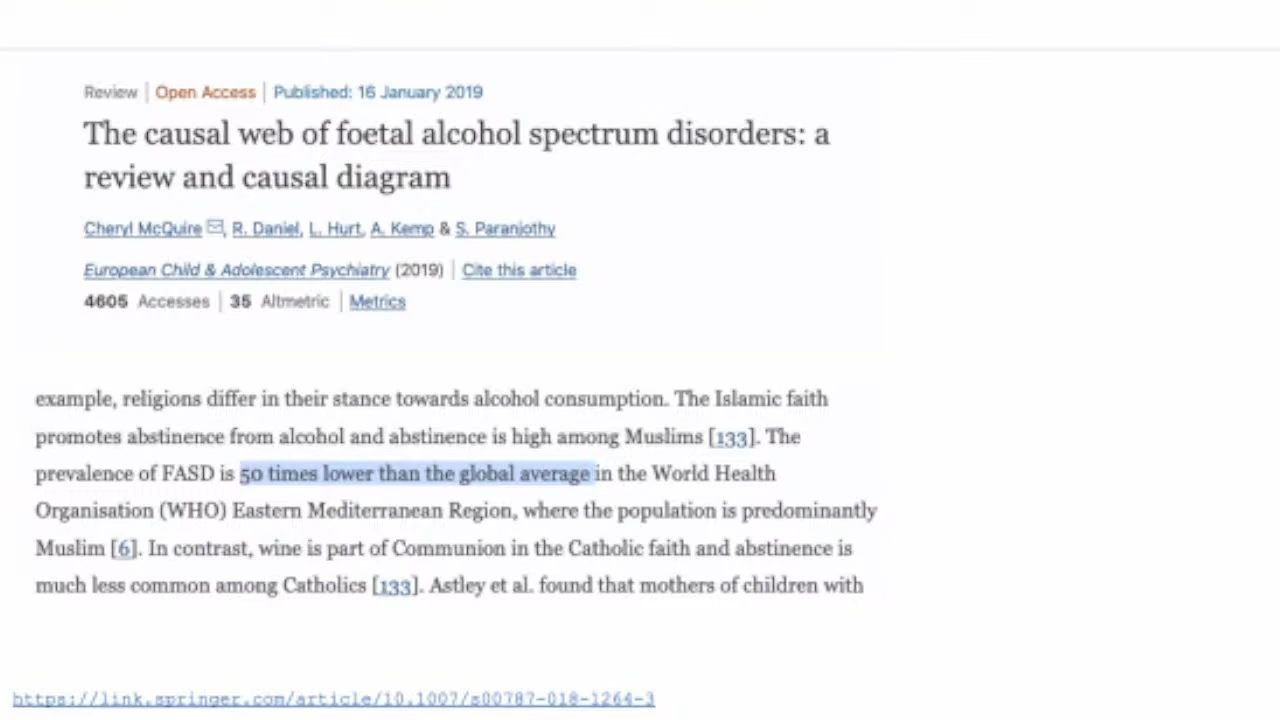 Review | Open Access | Published: 16 January 2019
The causal web of foetal alcohol spectrum disorders: a
review and causal diagram
Cheryl McQuire, R. Daniel, L. Hurt, A. Kemp & S. Paranjothy
European Child & Adolescent Psychiatry (2019) | Cite this article
4605 Accesses | 35 Altmetric | Metrics
example, religions differ in their stance towards alcohol consumption. The Islamic faith
promotes abstinence from alcohol and abstinence is high among Muslims [133]. The
prevalence of FASD is 50 times lower than the global average in the World Health
Organisation (WHO) Eastern Mediterranean Region, where the population is predominantly
Muslim [6]. In contrast, wine is part of Communion in the Catholic faith and abstinence is
much less common among Catholics [133]. Astley et al. found that mothers of children with
https://link.springer.com/article/10.1007/s00787-018-1264-3